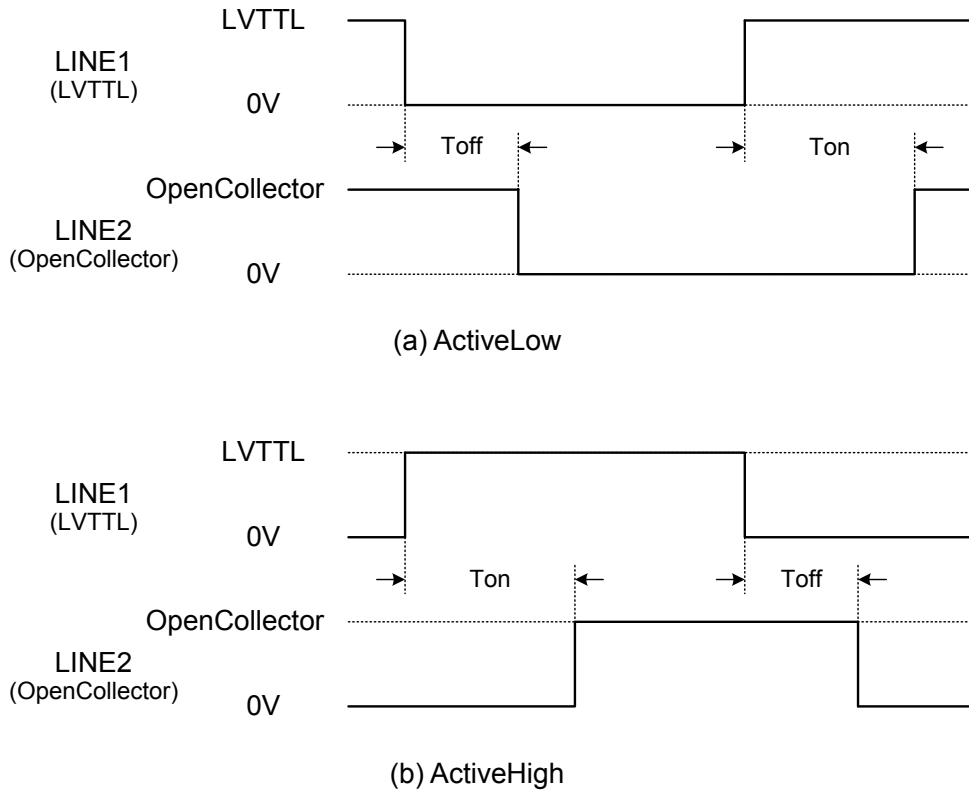 LVTTL
LINE1
(LVTTL)
0V
Toff
Ton
OpenCollector
LINE2
(OpenCollector)
0V
(a) ActiveLow
LVTTL
LINE1
(LVTTL)
0V
Ton
Toff
OpenCollector
LINE2
(OpenCollector)
0V
(b) ActiveHigh